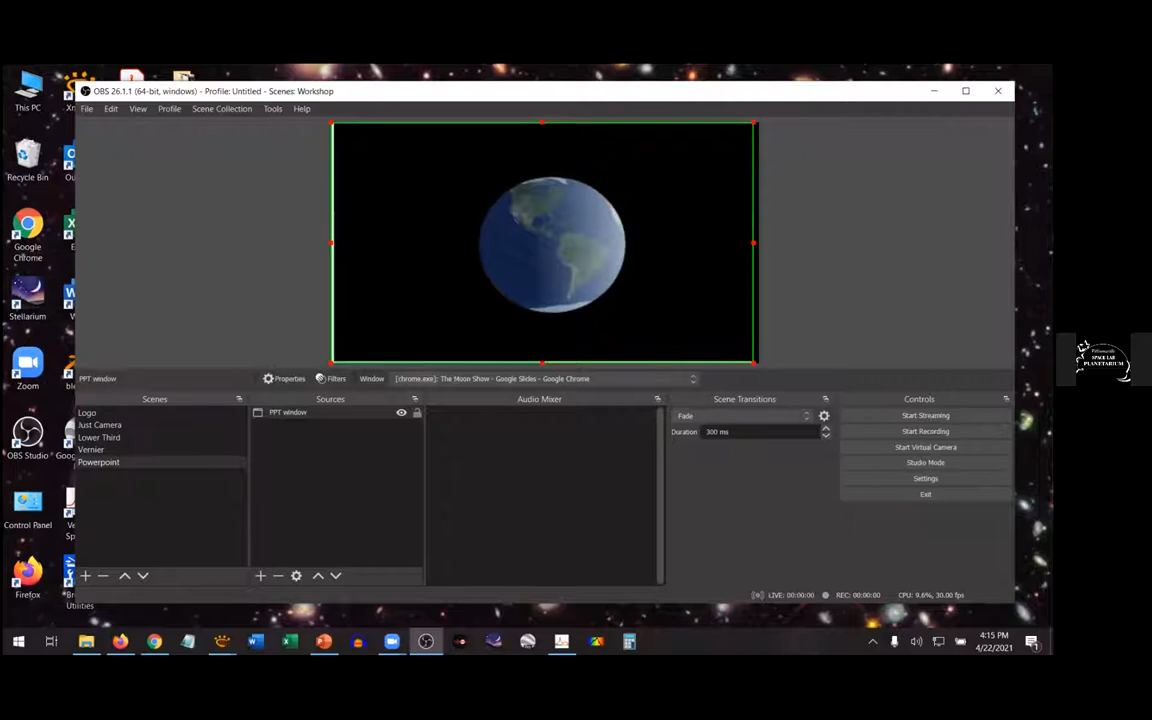 OBS 26.1.1 (64-bit, windows) - Profile: Untitled - Scenes: Workshop
File Edit View Profile Scene Collection Tools Help
This PC
Recycle Bin
Google
Chrome
Stellarium
Zoom
OBS Studio
Control Panel
Firefox
Utilities
PPT window
Properties
Filters
Window
[chrome.exe]: The Moon Show - Google Slides - Google Chrome
Scenes
Sources
Audio Mixer
Scene Transitions
Controls
Logo
Just Camera
Lower Third
Vernier
Powerpoint
PPT window
Fade
Duration
300 ms
Start Streaming
Start Recording
Start Virtual Camera
Studio Mode
Settings
Exit
LIVE: 00:00:00
REC: 00:00:00
CPU: 9.6%, 30.00 fps
4:15 PM
4/22/2021
SPACE LAB
PLANETARIUM